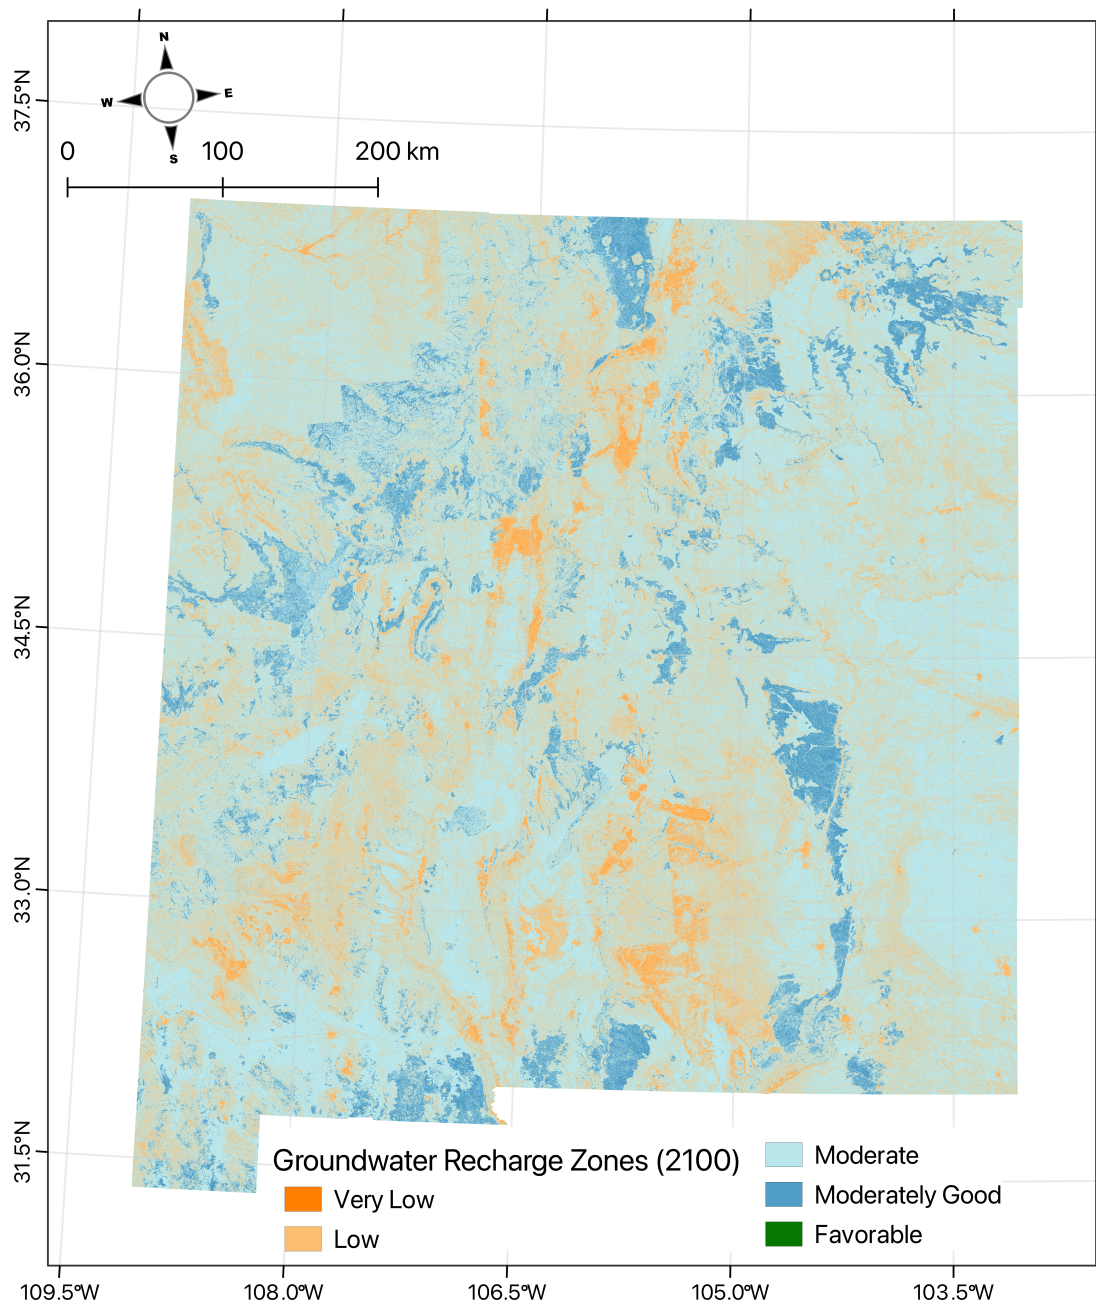 N
W E
S
0 100 200 km
37.5°N
36.0°N
34.5°N
33.0°N
31.5°N
Groundwater Recharge Zones (2100)
Very Low
Low
Moderate
Moderately Good
Favorable
109.5°W 108.0°W 106.5°W 105.0°W 103.5°W